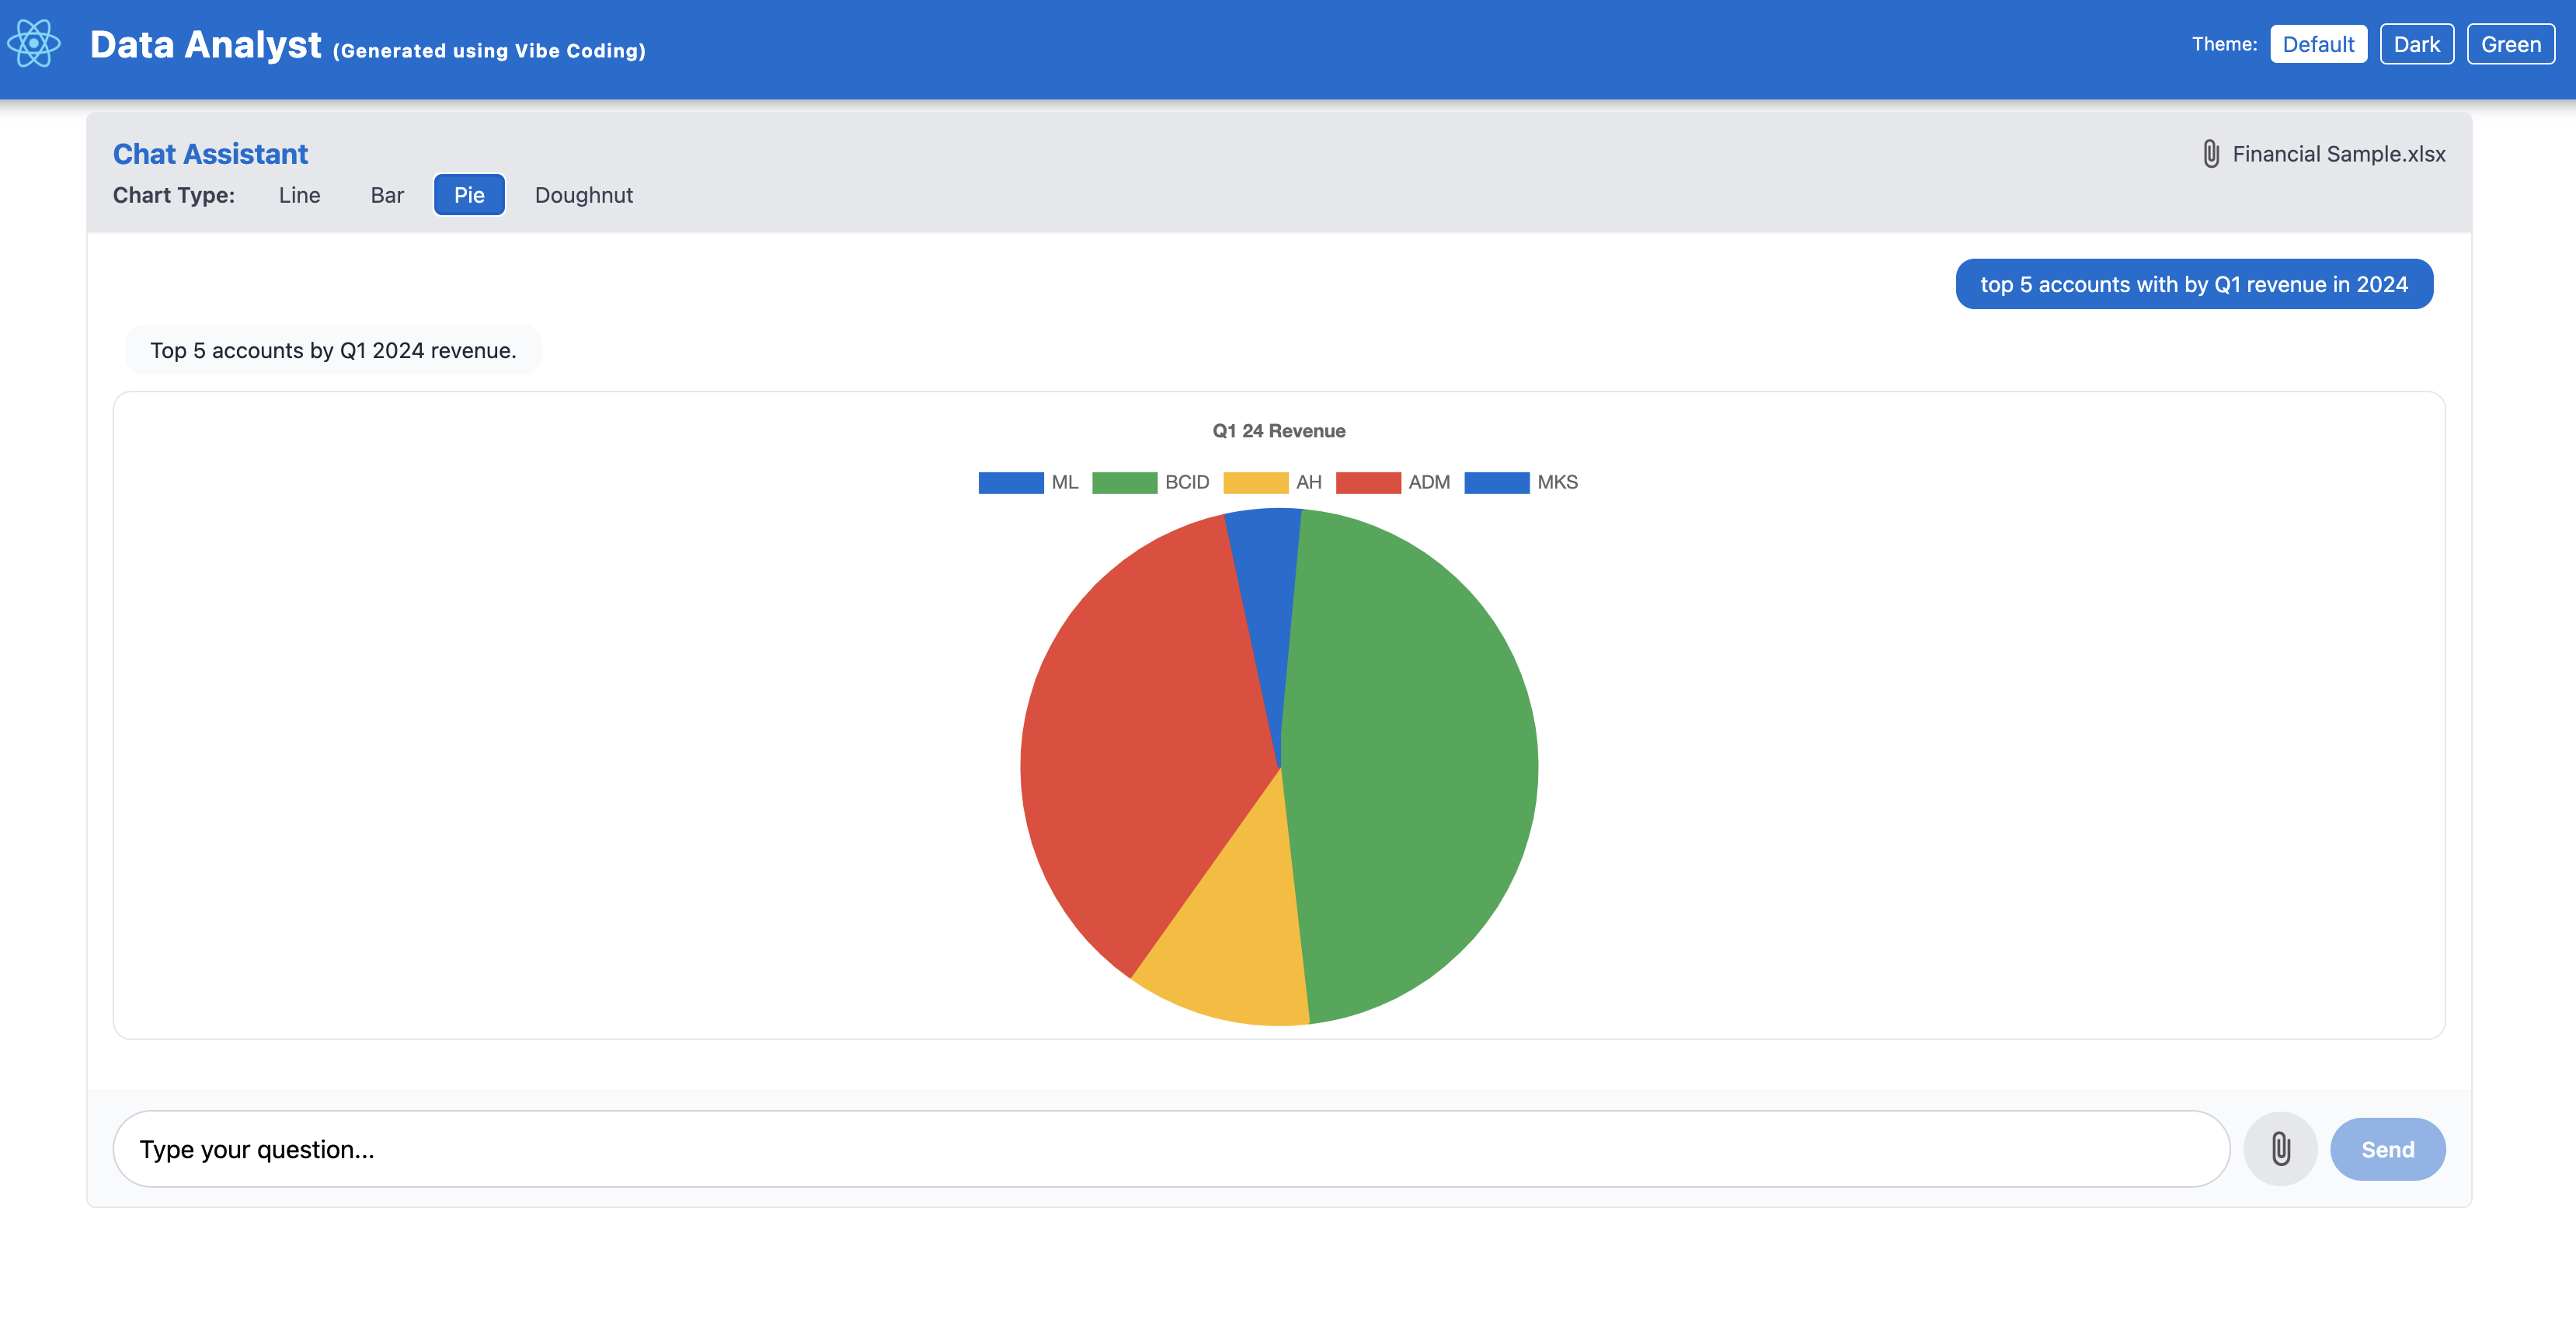 Data Analyst (Generated using Vibe Coding)
Theme: Default Dark Green
Chat Assistant
Financial Sample.xlsx
Chart Type: Line Bar Pie Doughnut
top 5 accounts with by Q1 revenue in 2024
Top 5 accounts by Q1 2024 revenue.
Q1 24 Revenue
ML BCID AH ADM MKS
Type your question...
Send